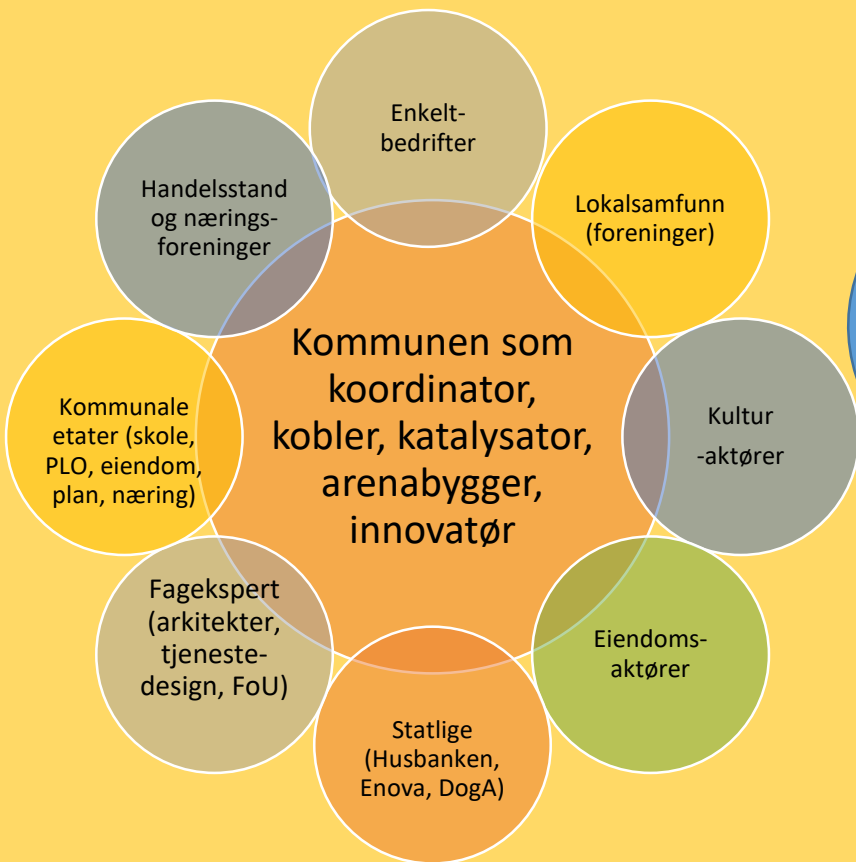 Enkelt-
bedrifter
Handelsstand
og nærings-
foreninger
Lokalsamfunn
(foreninger)
Kommunen som
koordinator,
kobler, katalysator,
arenabygger,
innovatør
Kommunale
etater (skole,
PLO, eiendom,
plan, næring)
Kultur
-aktører
Fagekspert
(arkitekter,
tjeneste-
design, FoU)
Eiendoms-
aktører
Statlige
(Husbanken,
Enova, DogA)